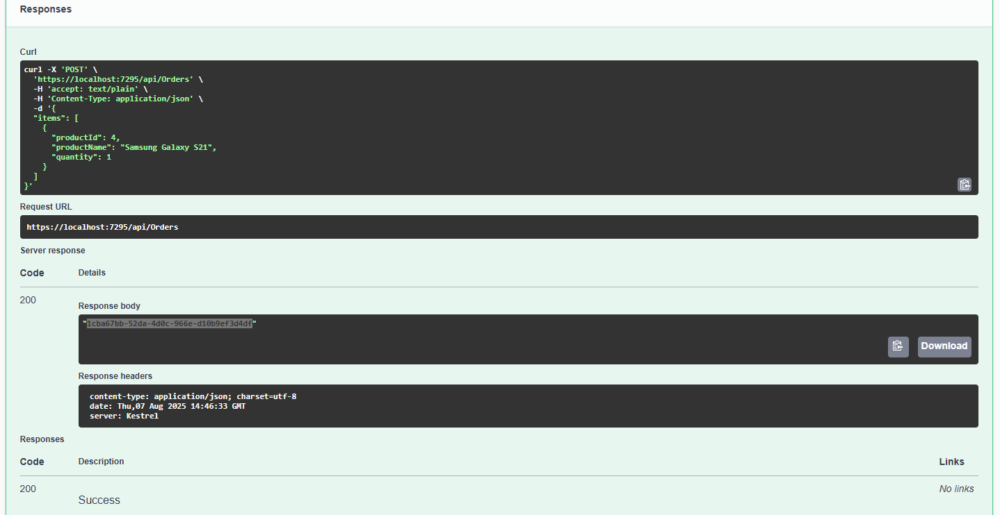 Responses
Curl
curl -X 'POST' \
  'https://localhost:7295/api/Orders' \
  -H 'accept: text/plain' \
  -H 'Content-Type: application/json' \
  -d '{
  "items": [
    {
      "productId": 4,
      "productName": "Samsung Galaxy S21",
      "quantity": 1
    }
  ]
}'
Request URL
https://localhost:7295/api/Orders
Server response
Code Details
200
Response body
"1cba67bb-52da-4d0c-966e-d10b9ef3d4df"
Download
Response headers
content-type: application/json; charset=utf-8
date: Thu,07 Aug 2025 14:46:33 GMT
server: Kestrel
Responses
Code Description Links
200 No links
Success